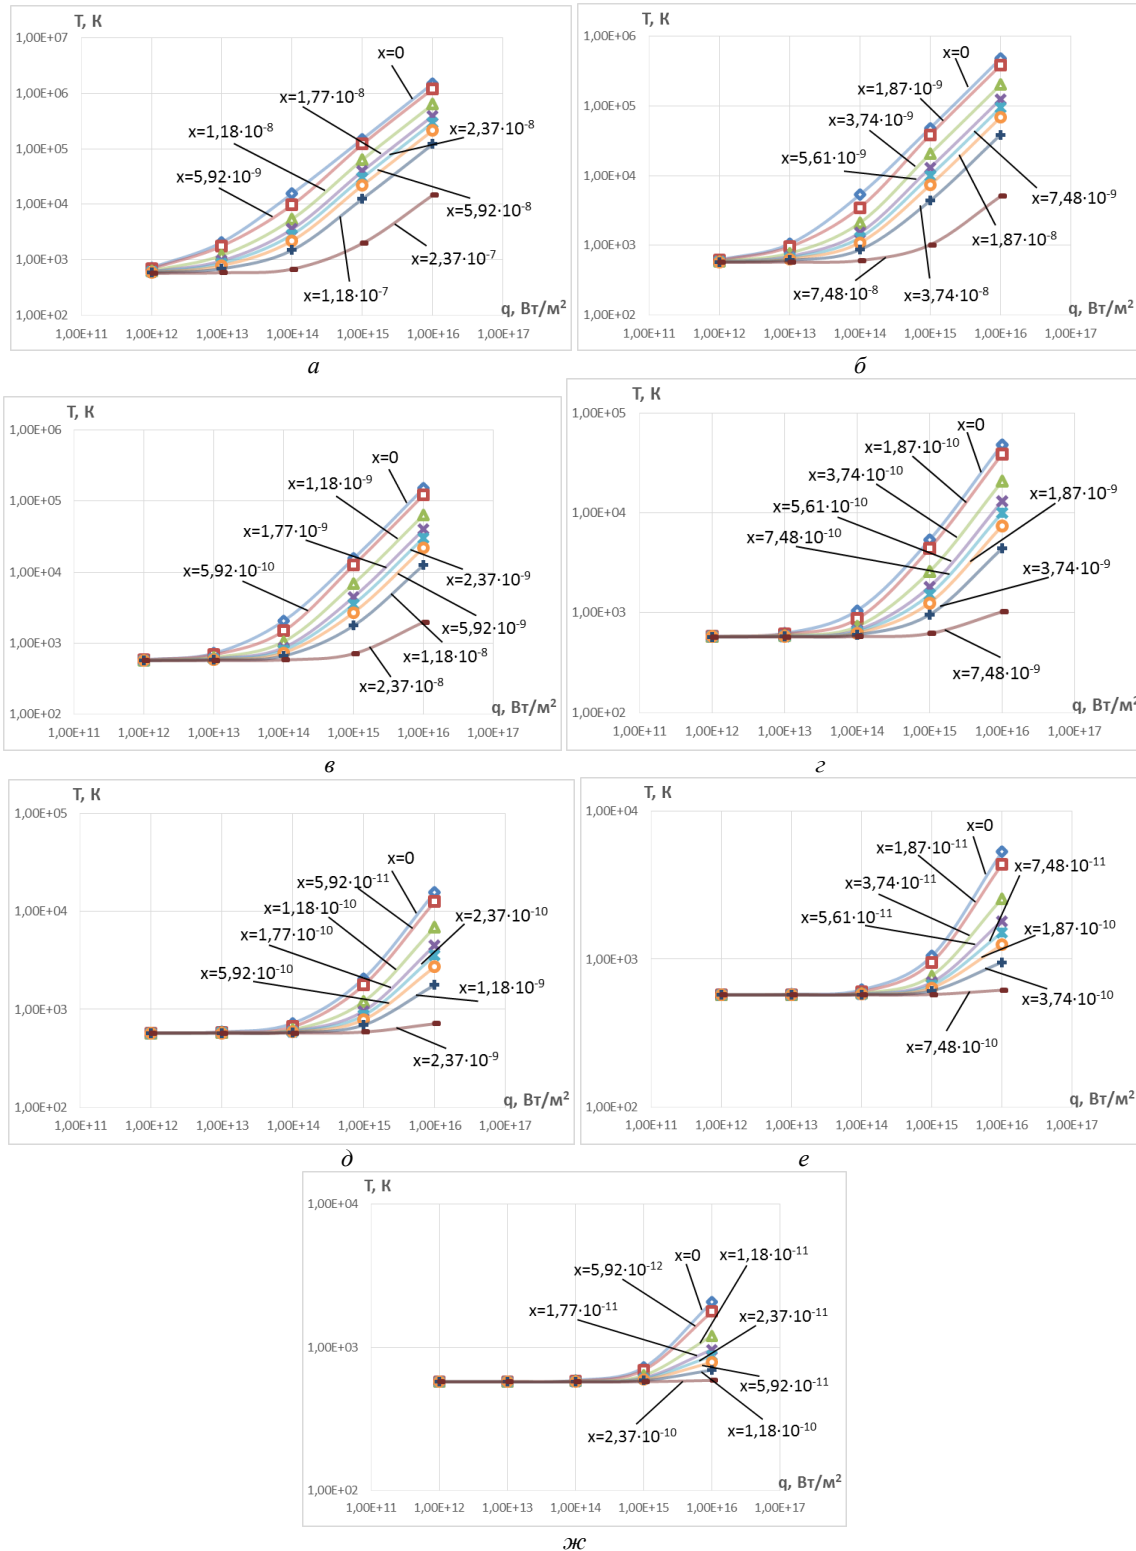 T, К
1,00E+07
1,00E+06
1,00E+05
1,00E+04
1,00E+03
1,00E+02
x=0
x=1,77·10⁻⁸
x=1,18·10⁻⁸
x=2,37·10⁻⁸
x=5,92·10⁻⁹
x=5,92·10⁻⁸
x=2,37·10⁻⁷
x=1,18·10⁻⁷
q, Вт/м²
1,00E+11 1,00E+12 1,00E+13 1,00E+14 1,00E+15 1,00E+16 1,00E+17
а
T, К
1,00E+06
1,00E+05
1,00E+04
1,00E+03
1,00E+02
x=0
x=1,87·10⁻⁹
x=3,74·10⁻⁹
x=5,61·10⁻⁹
x=7,48·10⁻⁹
x=1,87·10⁻⁸
x=7,48·10⁻⁸
x=3,74·10⁻⁸
q, Вт/м²
1,00E+11 1,00E+12 1,00E+13 1,00E+14 1,00E+15 1,00E+16 1,00E+17
б
T, К
1,00E+06
1,00E+05
1,00E+04
1,00E+03
1,00E+02
x=0
x=1,18·10⁻⁹
x=1,77·10⁻⁹
x=5,92·10⁻¹⁰
x=2,37·10⁻⁹
x=5,92·10⁻⁹
x=1,18·10⁻⁸
x=2,37·10⁻⁸
q, Вт/м²
1,00E+11 1,00E+12 1,00E+13 1,00E+14 1,00E+15 1,00E+16 1,00E+17
в
T, К
1,00E+05
1,00E+04
1,00E+03
1,00E+02
x=0
x=1,87·10⁻¹⁰
x=3,74·10⁻¹⁰
x=5,61·10⁻¹⁰
x=1,87·10⁻⁹
x=7,48·10⁻¹⁰
x=3,74·10⁻⁹
x=7,48·10⁻⁹
q, Вт/м²
1,00E+11 1,00E+12 1,00E+13 1,00E+14 1,00E+15 1,00E+16 1,00E+17
г
T, К
1,00E+05
1,00E+04
1,00E+03
1,00E+02
x=0
x=5,92·10⁻¹¹
x=1,18·10⁻¹⁰
x=2,37·10⁻¹⁰
x=1,77·10⁻¹⁰
x=5,92·10⁻¹⁰
x=1,18·10⁻⁹
x=2,37·10⁻⁹
q, Вт/м²
1,00E+11 1,00E+12 1,00E+13 1,00E+14 1,00E+15 1,00E+16 1,00E+17
д
T, К
1,00E+04
1,00E+03
1,00E+02
x=0
x=1,87·10⁻¹¹
x=7,48·10⁻¹¹
x=3,74·10⁻¹¹
x=5,61·10⁻¹¹
x=1,87·10⁻¹⁰
x=3,74·10⁻¹⁰
x=7,48·10⁻¹⁰
q, Вт/м²
1,00E+11 1,00E+12 1,00E+13 1,00E+14 1,00E+15 1,00E+16 1,00E+17
е
T, К
1,00E+04
1,00E+03
1,00E+02
x=0
x=1,18·10⁻¹¹
x=5,92·10⁻¹²
x=1,77·10⁻¹¹
x=2,37·10⁻¹¹
x=5,92·10⁻¹¹
x=2,37·10⁻¹⁰
x=1,18·10⁻¹⁰
q, Вт/м²
1,00E+11 1,00E+12 1,00E+13 1,00E+14 1,00E+15 1,00E+16 1,00E+17
ж